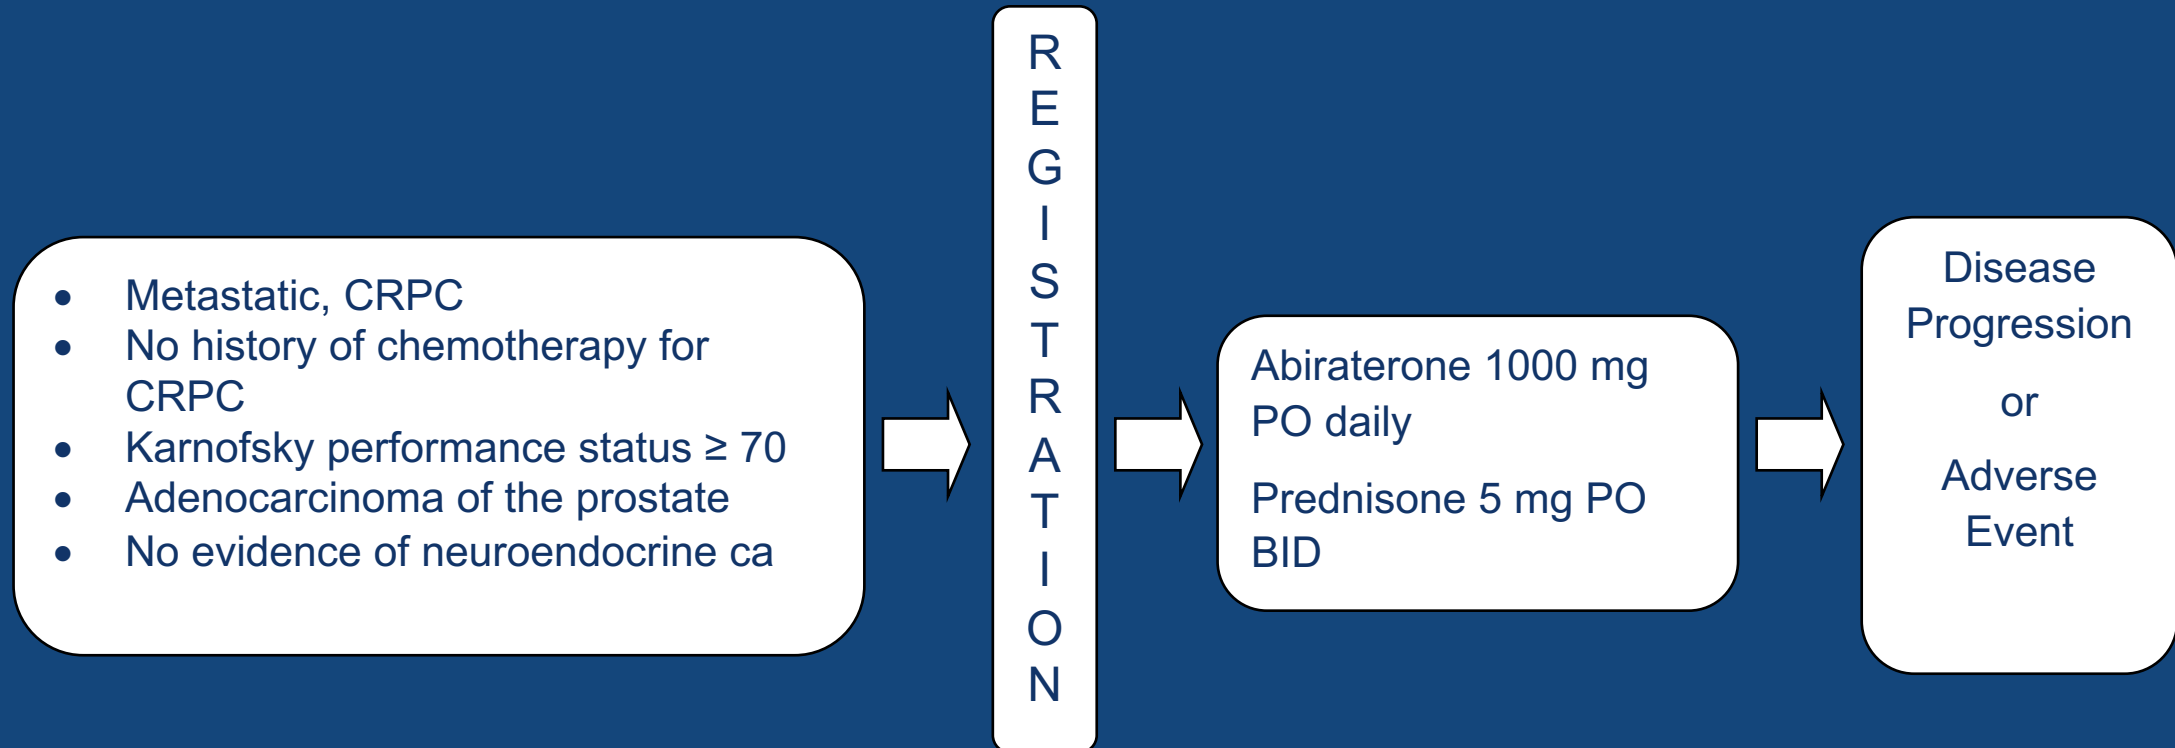 • Metastatic, CRPC
• No history of chemotherapy for
CRPC
• Karnofsky performance status ≥ 70
• Adenocarcinoma of the prostate
• No evidence of neuroendocrine ca
R
E
G
I
S
T
R
A
T
I
O
N
Abiraterone 1000 mg
PO daily
Prednisone 5 mg PO
BID
Disease
Progression
or
Adverse
Event